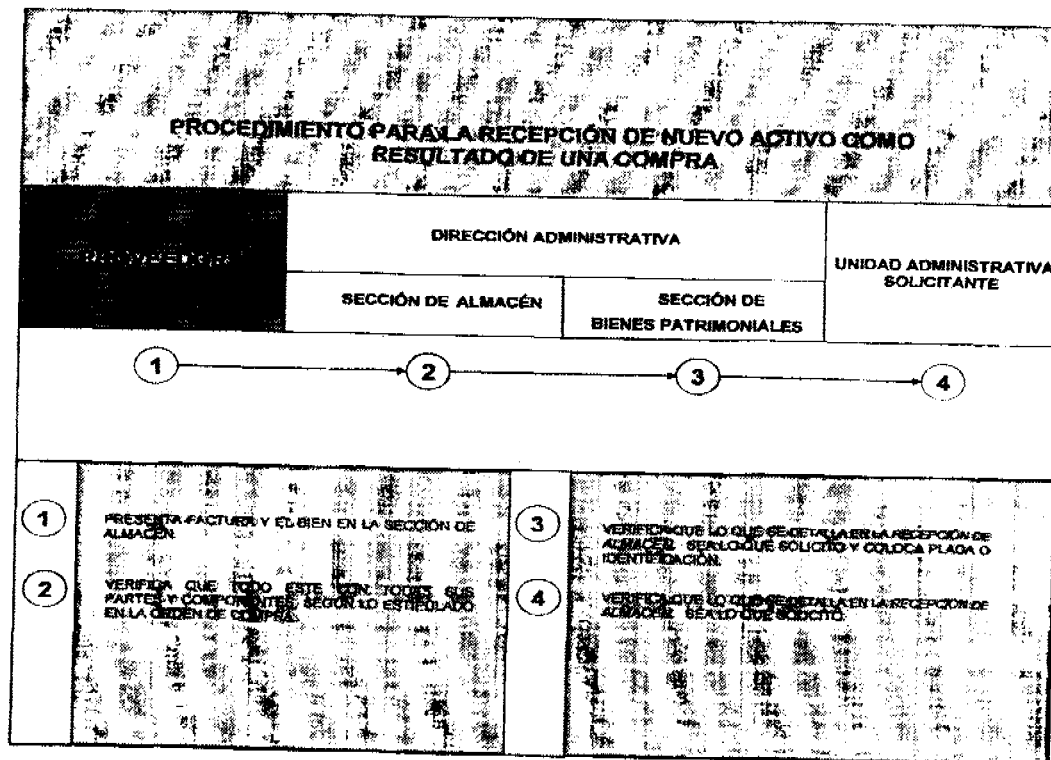 PROCEDIMIENTO PARA LA RECEPCIÓN DE NUEVO ACTIVO COMO
RESULTADO DE UNA COMPRA
DIRECCIÓN ADMINISTRATIVA
UNIDAD ADMINISTRATIVA
SOLICITANTE
SECCIÓN DE ALMACÉN
SECCIÓN DE
BIENES PATRIMONIALES
1
2
3
4
1
PRESENTA FACTURA Y EL BIEN EN LA SECCIÓN DE
ALMACÉN.
2
VERIFICA QUE TODO ESTE CON TODAS SUS
PARTES Y COMPONENTES, SEGÚN LO ESTIPULADO
EN LA ORDEN DE COMPRA.
3
VERIFICA QUE LO QUE SE DETALLA EN LA RECEPCIÓN DE
ALMACÉN, SEA LO QUE SOLICITO Y COLOCA PLACA O
IDENTIFICACIÓN.
4
VERIFICA QUE LO QUE SE DETALLA EN LA RECEPCIÓN DE
ALMACÉN, SEA LO QUE SOLICITO.